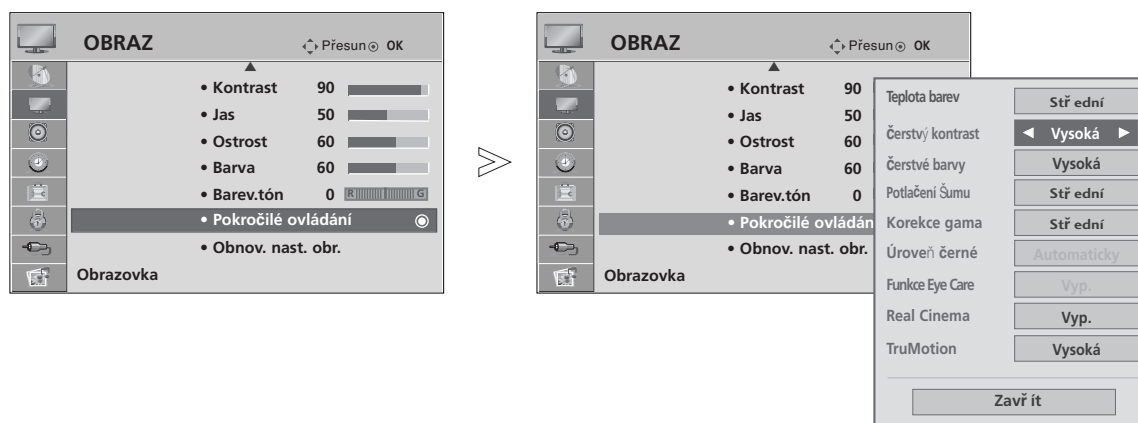 OBRAZ Přesun OK
• Kontrast 90
• Jas 50
• Ostrost 60
• Barva 60
• Barev.tón 0 R G
• Pokročilé ovládání
• Obnov. nast. obr.
Obrazovka
OBRAZ Přesun OK
• Kontrast 90
• Jas 50
• Ostrost 60
• Barva 60
• Barev.tón 0
• Pokročilé ovládán
• Obnov. nast. obr.
Obrazovka
Teplota barev Stř ední
Čerstvý kontrast Vysoká
Čerstvé barvy Vysoká
Potlačení Šumu Stř ední
Korekce gama Stř ední
Úroveň černé Automaticky
Funkce Eye Care Vyp.
Real Cinema Vyp.
TruMotion Vysoká
Zavř ít